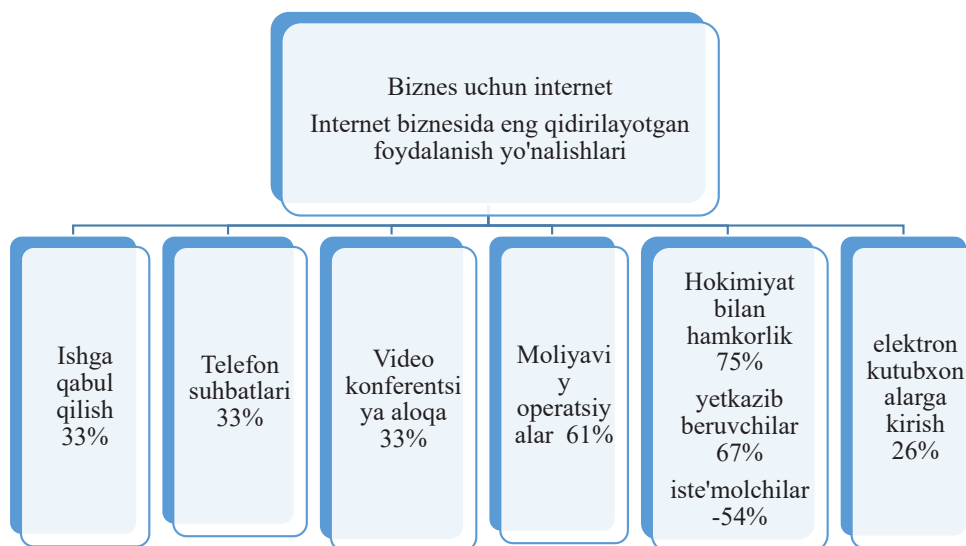 Biznes uchun internet
Internet biznesida eng qidirilayotgan
foydalanish yo'nalishlari
Ishga
qabul
qilish
33%
Telefon
suhbatlari
33%
Video
konferentsi
ya aloqa
33%
Moliyavi
y
operatsiy
alar 61%
Hokimiyat
bilan
hamkorlik
75%
yetkazib
beruvchilar
67%
iste'molchilar
-54%
elektron
kutubxon
alarga
kirish
26%